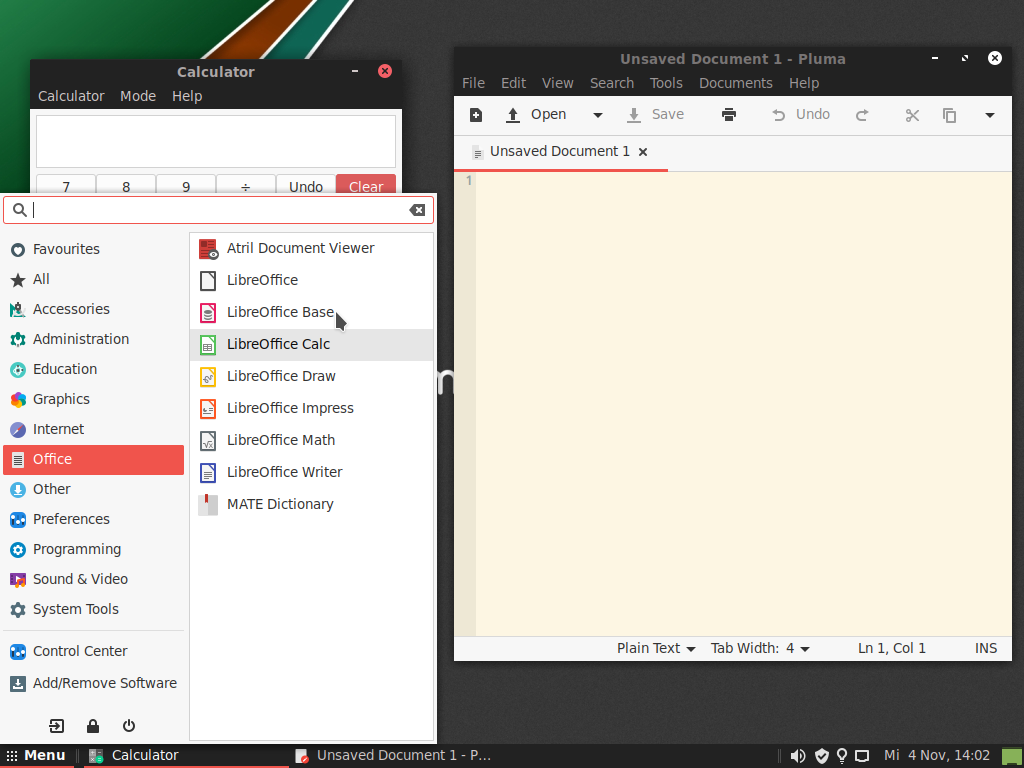 Calculator
Calculator Mode Help
7 8 9 ÷ Undo Clear
Unsaved Document 1 - Pluma
File Edit View Search Tools Documents Help
Open Save Undo
Unsaved Document 1
1
Favourites
All
Accessories
Administration
Education
Graphics
Internet
Office
Other
Preferences
Programming
Sound & Video
System Tools
Control Center
Add/Remove Software
Atril Document Viewer
LibreOffice
LibreOffice Base
LibreOffice Calc
LibreOffice Draw
LibreOffice Impress
LibreOffice Math
LibreOffice Writer
MATE Dictionary
Plain Text Tab Width: 4 Ln 1, Col 1 INS
Menu Calculator Unsaved Document 1 - P... Mi 4 Nov, 14:02